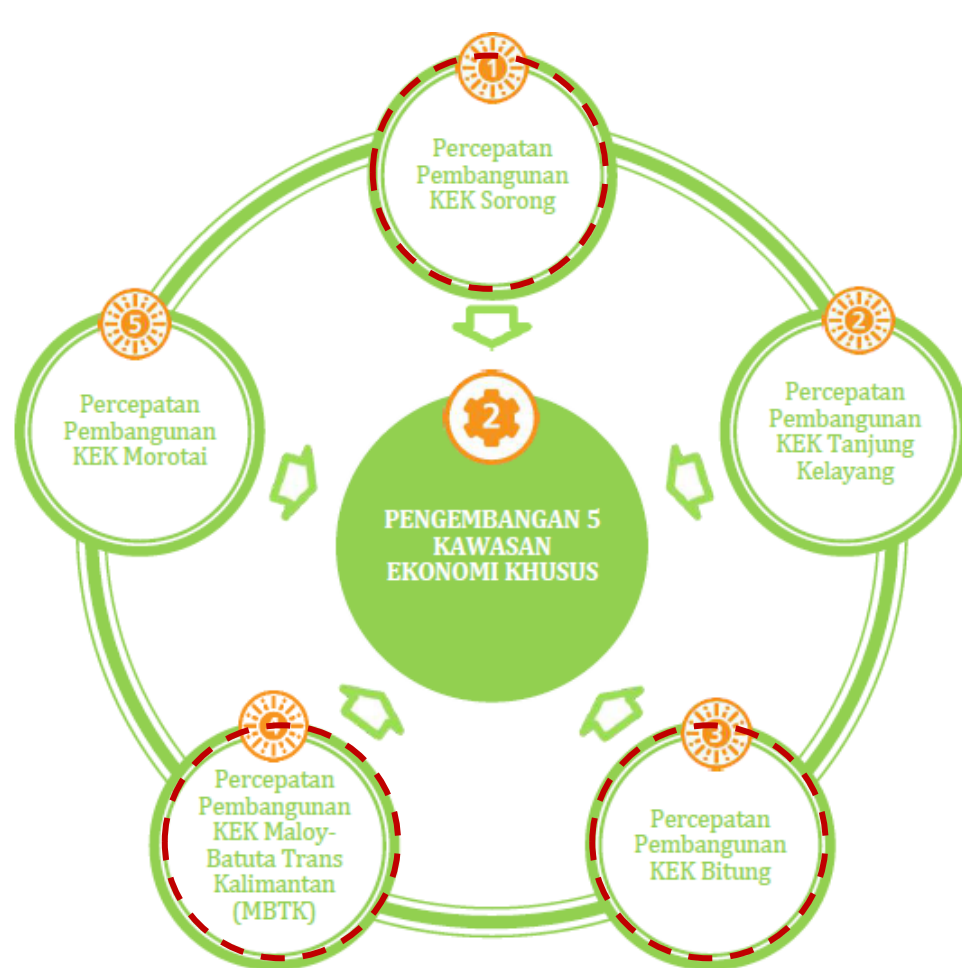 1
Percepatan
Pembangunan
KEK Sorong
2
Percepatan
Pembangunan
KEK Tanjung
Kelayang
3
Percepatan
Pembangunan
KEK Bitung
4
Percepatan
Pembangunan
KEK Maloy-
Batuta Trans
Kalimantan
(MBTK)
5
Percepatan
Pembangunan
KEK Morotai
2
PENGEMBANGAN 5
KAWASAN
EKONOMI KHUSUS